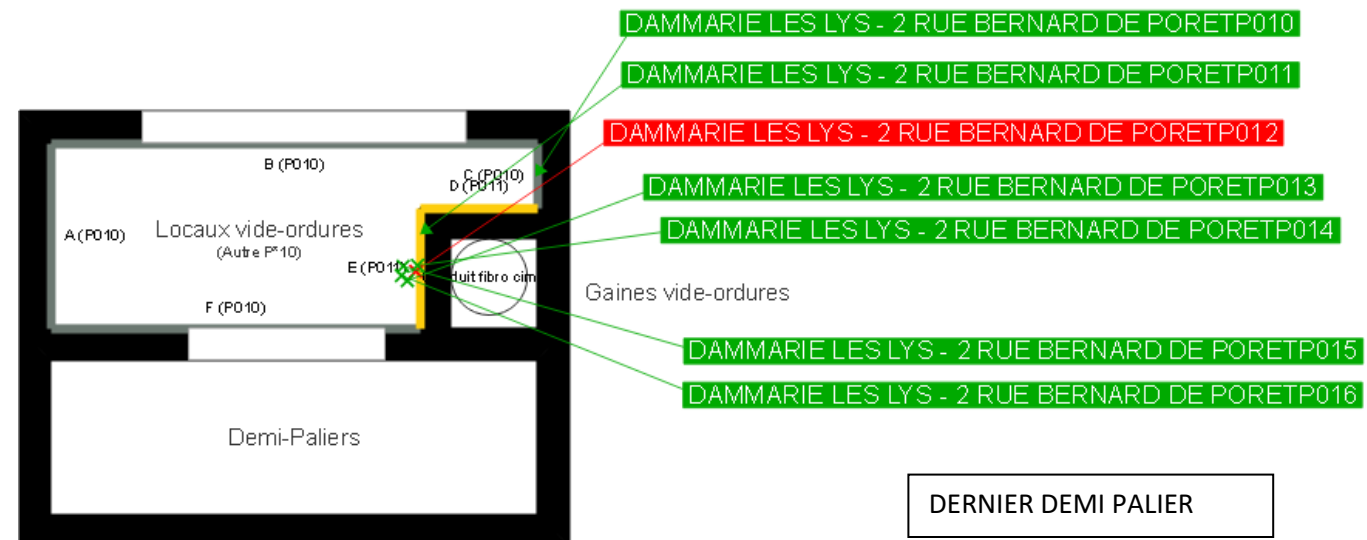 DAMMARIE LES LYS - 2 RUE BERNARD DE PORETP010
DAMMARIE LES LYS - 2 RUE BERNARD DE PORETP011
DAMMARIE LES LYS - 2 RUE BERNARD DE PORETP012
B (P010)
C (P010)
D (P011)
DAMMARIE LES LYS - 2 RUE BERNARD DE PORETP013
A (P010)
Locaux vide-ordures
DAMMARIE LES LYS - 2 RUE BERNARD DE PORETP014
(Autre P*10)
E (P011)
Huit fibro cim
Gaines vide-ordures
F (P010)
DAMMARIE LES LYS - 2 RUE BERNARD DE PORETP015
DAMMARIE LES LYS - 2 RUE BERNARD DE PORETP016
Demi-Paliers
DERNIER DEMI PALIER